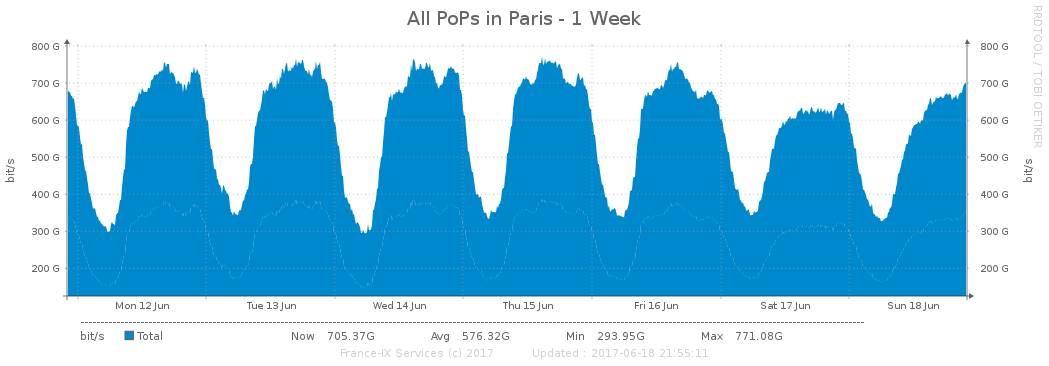 All PoPs in Paris - 1 Week
RRDTOOL / TOBI OETIKER
800 G 800 G
700 G 700 G
600 G 600 G
500 G 500 G
400 G 400 G
300 G 300 G
200 G 200 G
bit/s bit/s
Mon 12 Jun Tue 13 Jun Wed 14 Jun Thu 15 Jun Fri 16 Jun Sat 17 Jun Sun 18 Jun
bit/s Total Now 705.37G Avg 576.32G Min 293.95G Max 771.08G
France-IX Services (c) 2017 Updated : 2017-06-18 21:55:11